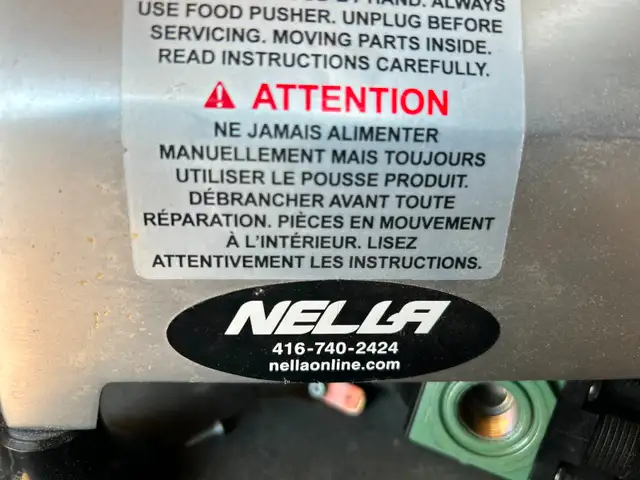 HAND. ALWAYS
USE FOOD PUSHER. UNPLUG BEFORE
SERVICING. MOVING PARTS INSIDE.
READ INSTRUCTIONS CAREFULLY.
ATTENTION
NE JAMAIS ALIMENTER
MANUELLEMENT MAIS TOUJOURS
UTILISER LE POUSSE PRODUIT.
DÉBRANCHER AVANT TOUTE
RÉPARATION. PIÈCES EN MOUVEMENT
À L'INTÉRIEUR. LISEZ
ATTENTIVEMENT LES INSTRUCTIONS.
NELLA
416-740-2424
nellaonline.com